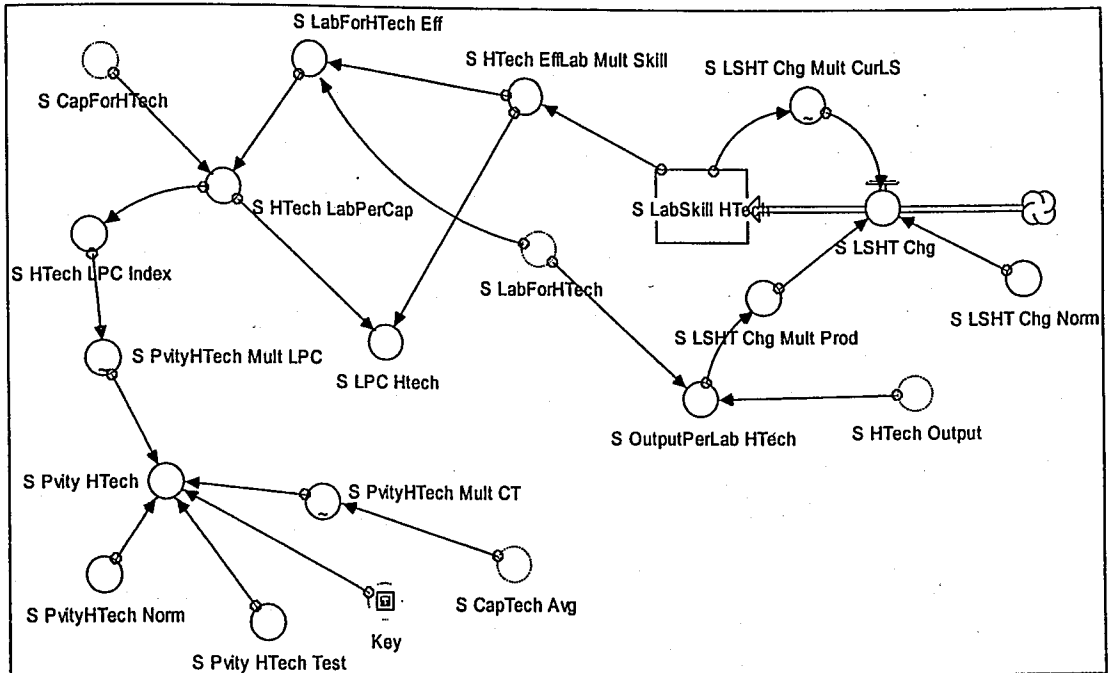 S LabForHTech Eff
S HTech EffLab Mult Skill
S LSHT Chg Mult CurLS
S CapForHTech
S HTech LabPerCap
S LabSkill HTech
S LSHT Chg
S HTech LPC Index
S LabForHTech
S LSHT Chg Norm
S LSHT Chg Mult Prod
S PvityHTech Mult LPC
S LPC Htech
S OutputPerLab HTech
S HTech Output
S Pvity HTech
S PvityHTech Mult CT
S PvityHTech Norm
S CapTech Avg
Key
S Pvity HTech Test